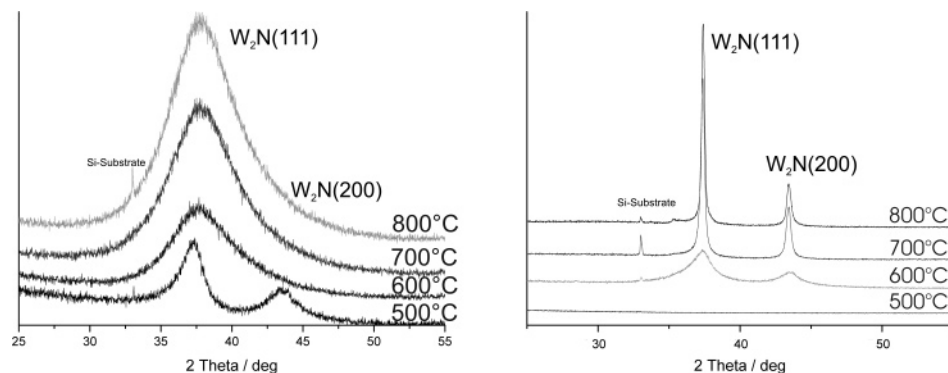 W₂N(111)
Si-Substrate
W₂N(200)
800°C
700°C
600°C
500°C
25 30 35 40 45 50 55
2 Theta / deg
W₂N(111)
W₂N(200)
Si-Substrate
800°C
700°C
600°C
500°C
30 40 50
2 Theta / deg